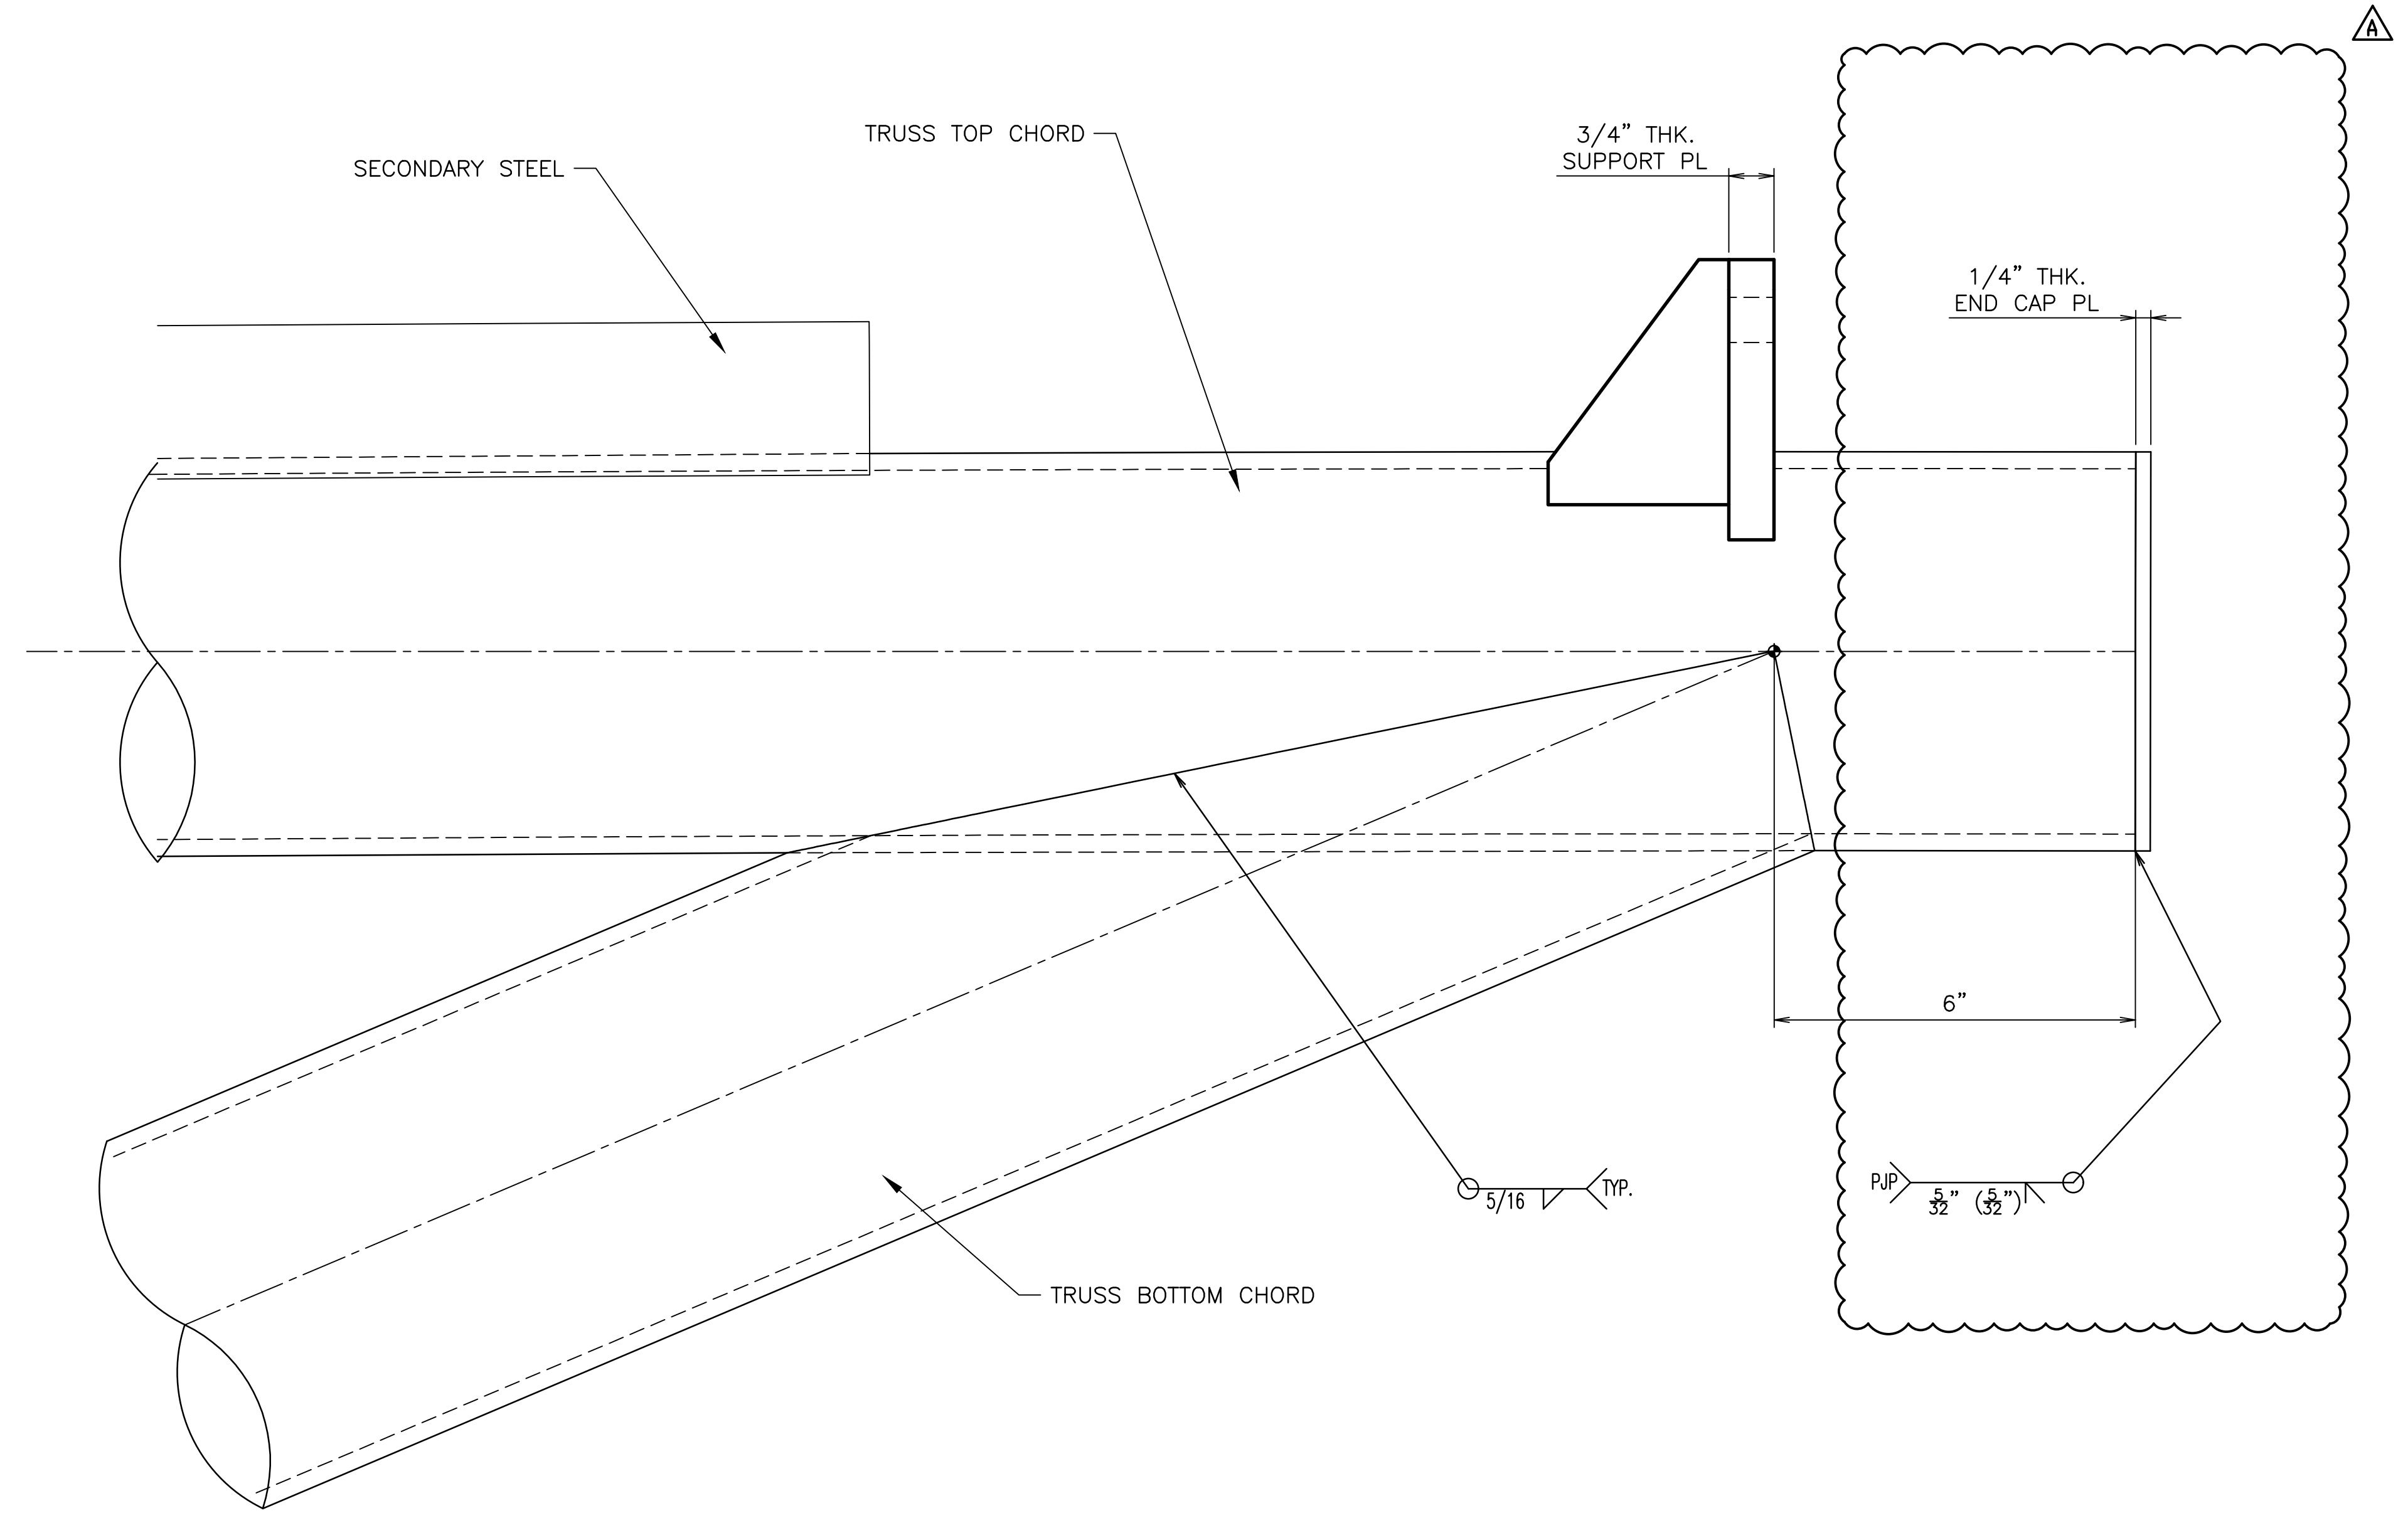 A
TRUSS TOP CHORD
3/4" THK.
SUPPORT PL
SECONDARY STEEL
1/4" THK.
END CAP PL
6"
5/16
TYP.
PJP
5/32" (5/32")
TRUSS BOTTOM CHORD